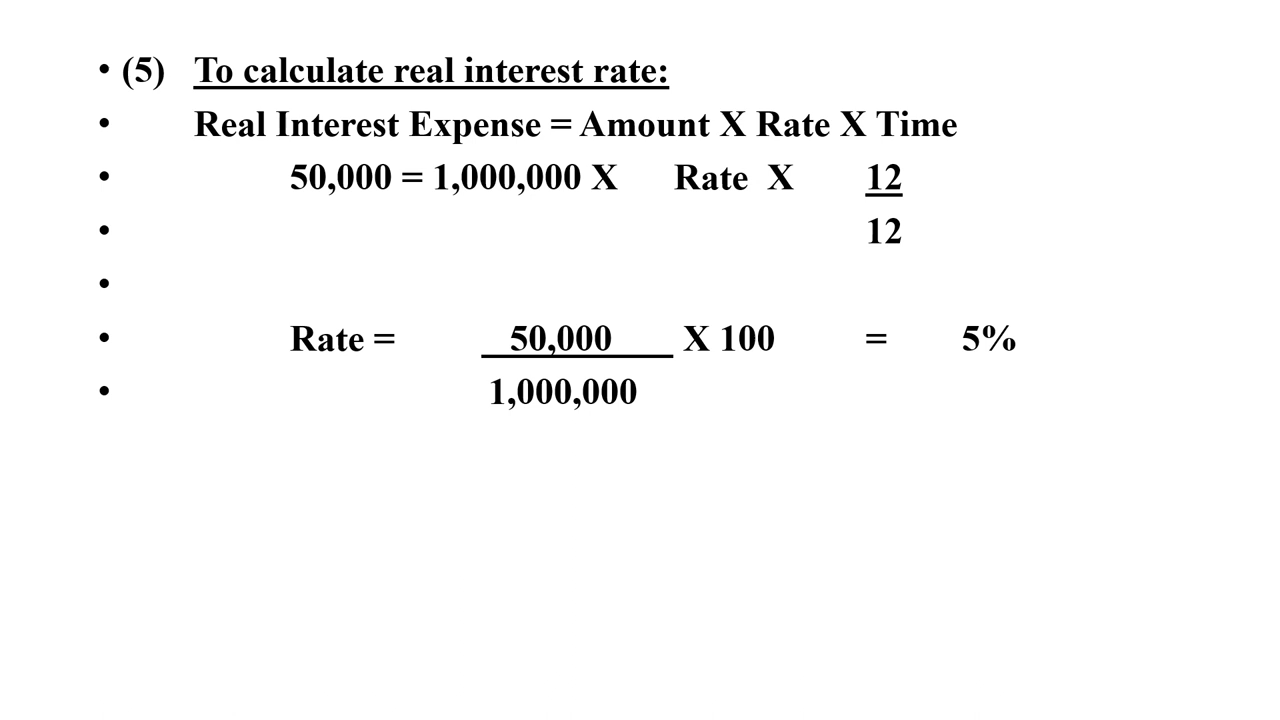 • (5) To calculate real interest rate:
• Real Interest Expense = Amount X Rate X Time
• 50,000 = 1,000,000 X Rate X 12
• 12
•
• Rate = 50,000 X 100 = 5%
• 1,000,000